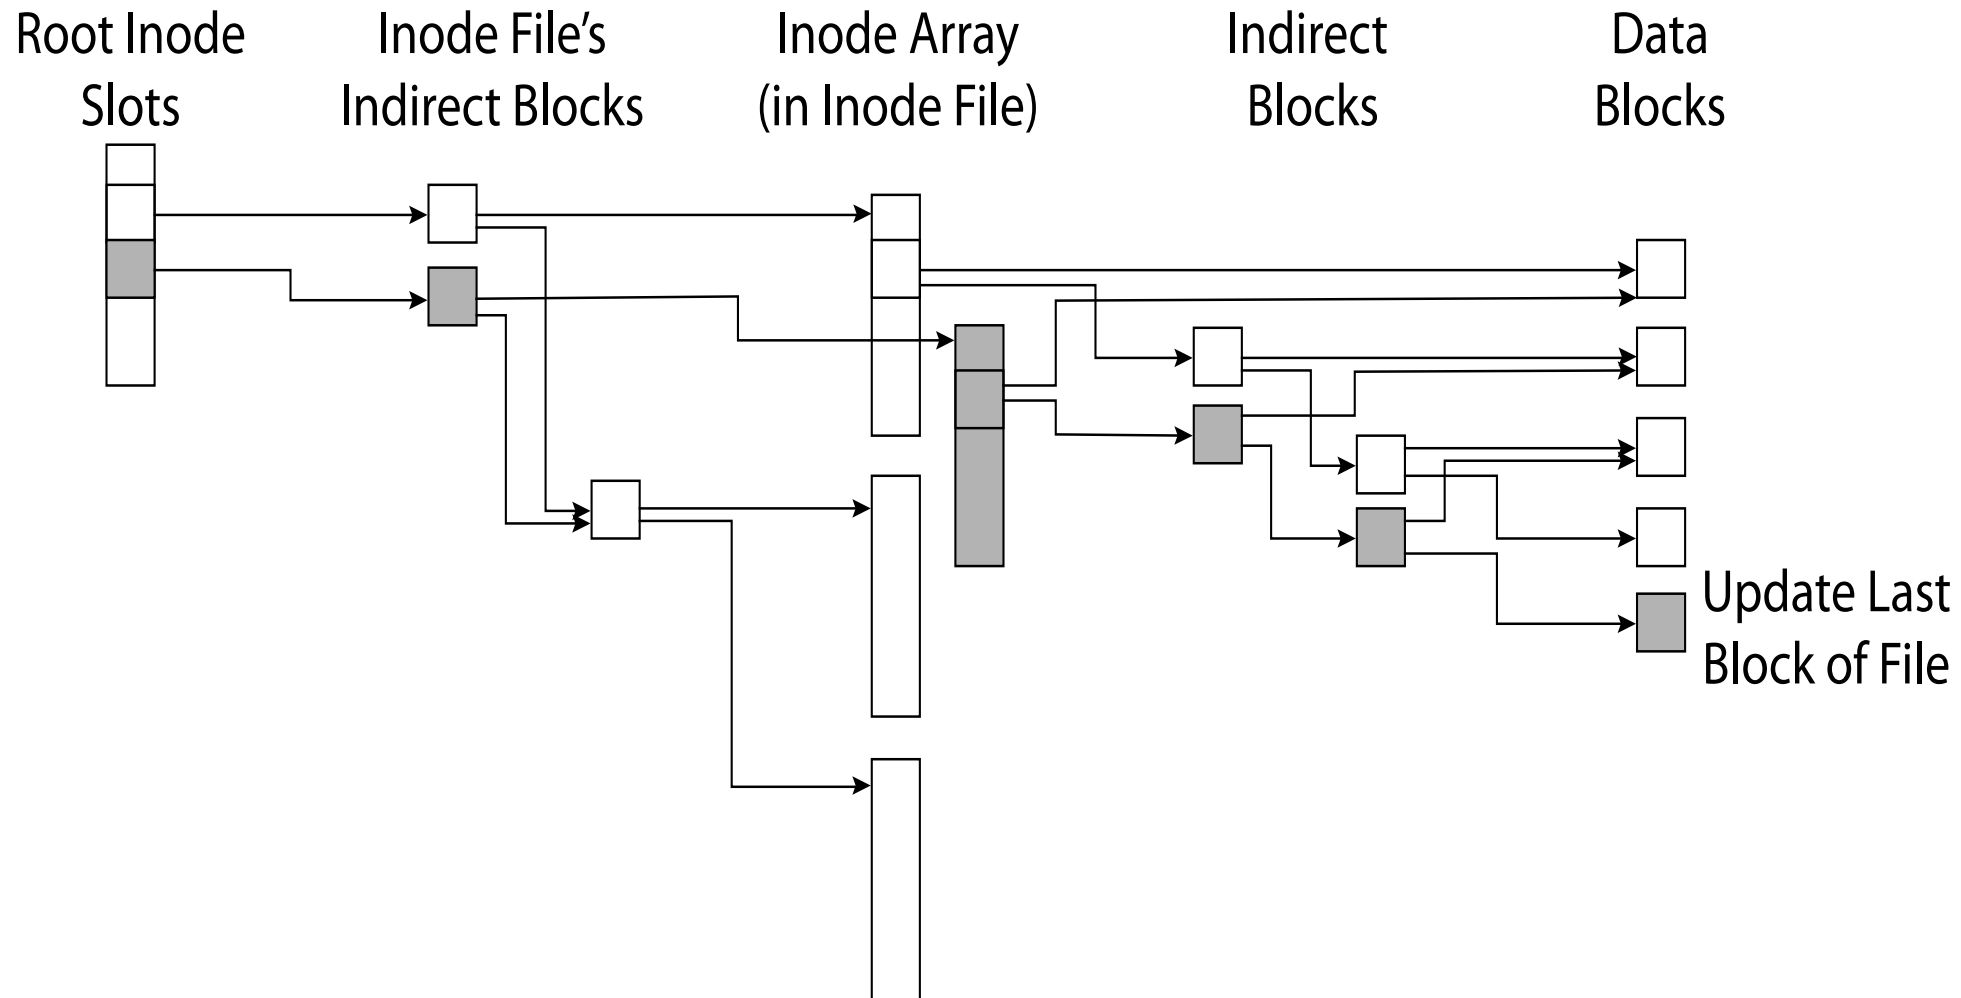 Root Inode
Slots
Inode File's
Indirect Blocks
Inode Array
(in Inode File)
Indirect
Blocks
Data
Blocks
Update Last
Block of File